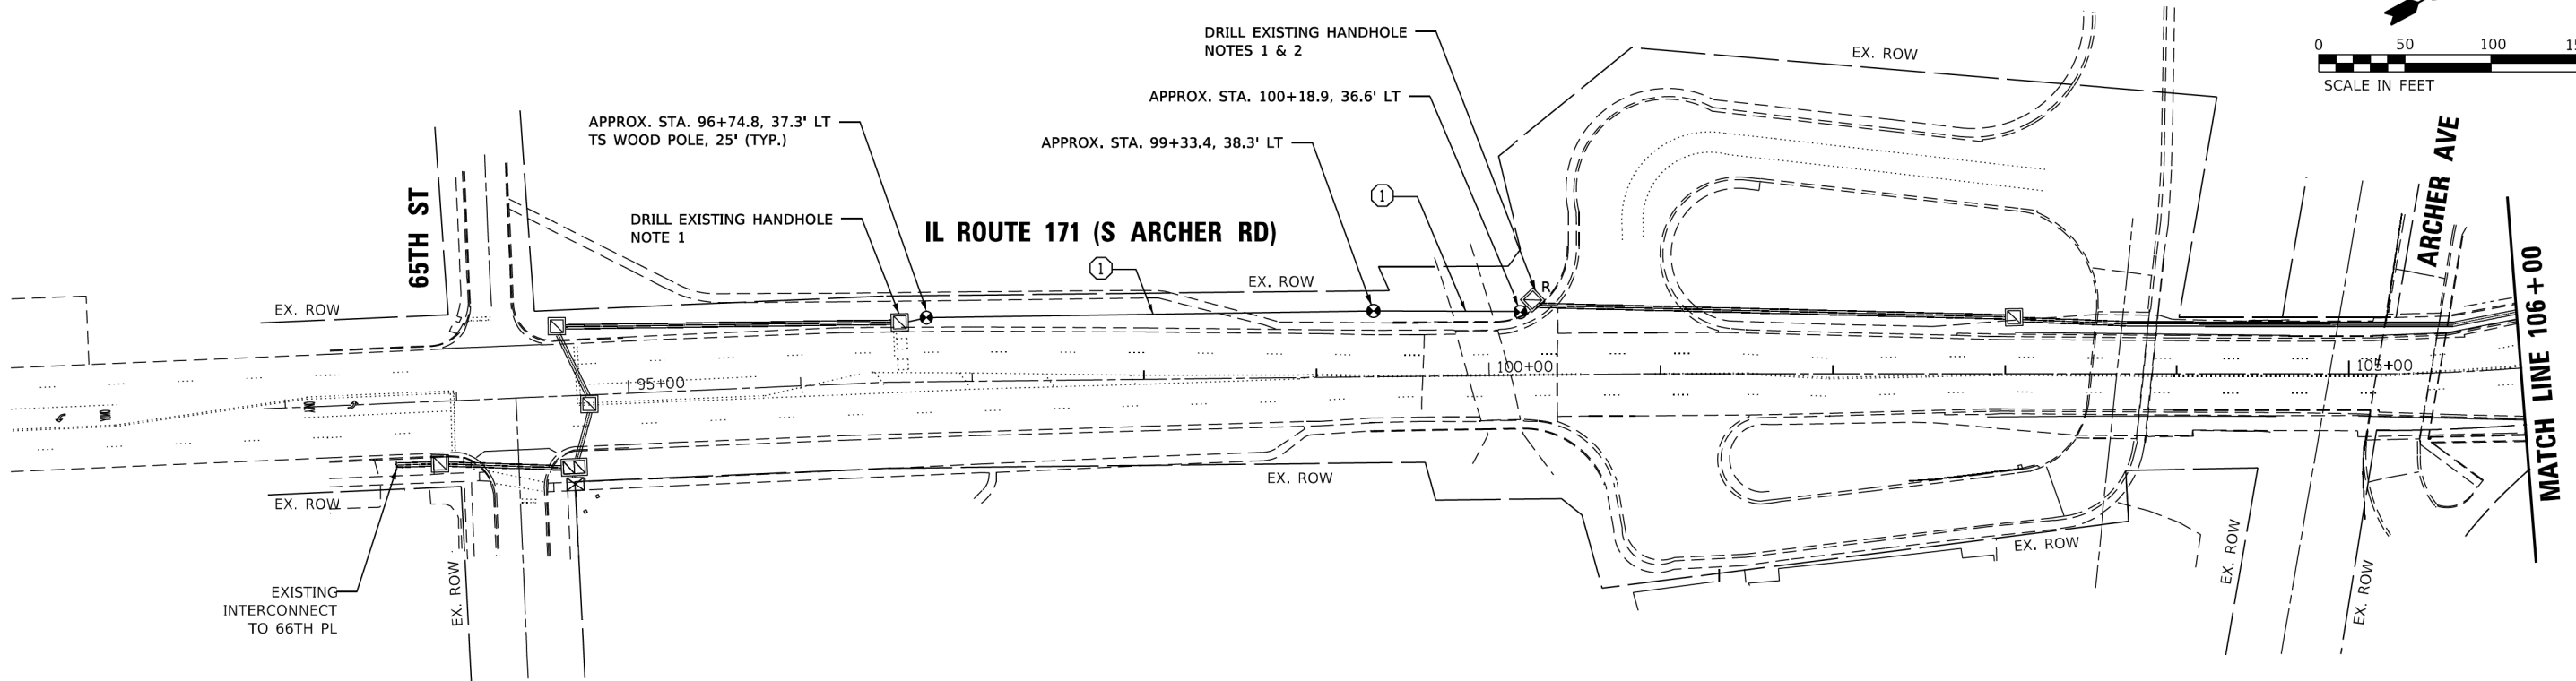 DRILL EXISTING HANDHOLE
NOTES 1 & 2
EX. ROW
0 50 100
SCALE IN FEET
APPROX. STA. 100+18.9, 36.6' LT
APPROX. STA. 96+74.8, 37.3' LT
TS WOOD POLE, 25' (TYP.)
APPROX. STA. 99+33.4, 38.3' LT
65TH ST
DRILL EXISTING HANDHOLE
NOTE 1
IL ROUTE 171 (S ARCHER RD)
1
1
ARCHER AVE
EX. ROW
EX. ROW
R
MATCH LINE 106+00
95+00
100+00
105+00
EX. ROW
EX. ROW
EX. ROW
EX. ROW
EX. ROW
EX. ROW
EXISTING
INTERCONNECT
TO 66TH PL